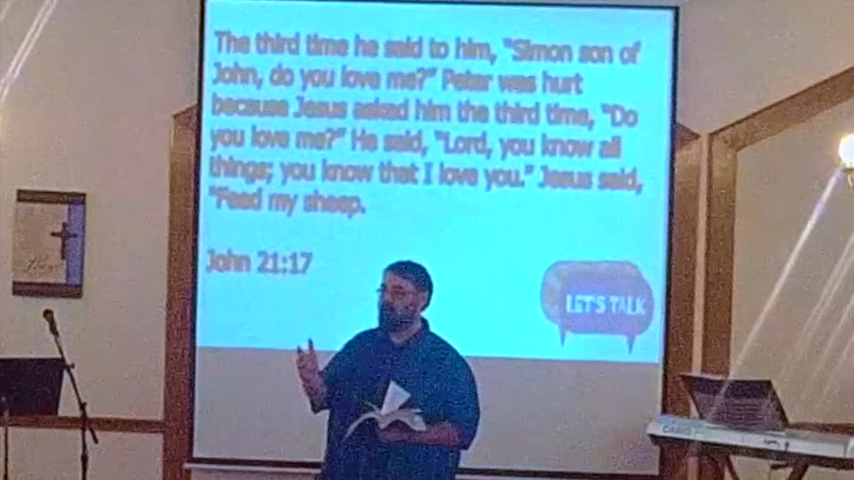 The third time he said to him, "Simon son of
John, do you love me?" Peter was hurt
because Jesus asked him the third time, "Do
you love me?" He said, "Lord, you know all
things; you know that I love you." Jesus said,
"Feed my sheep.
John 21:17
LET'S TALK
CASIO